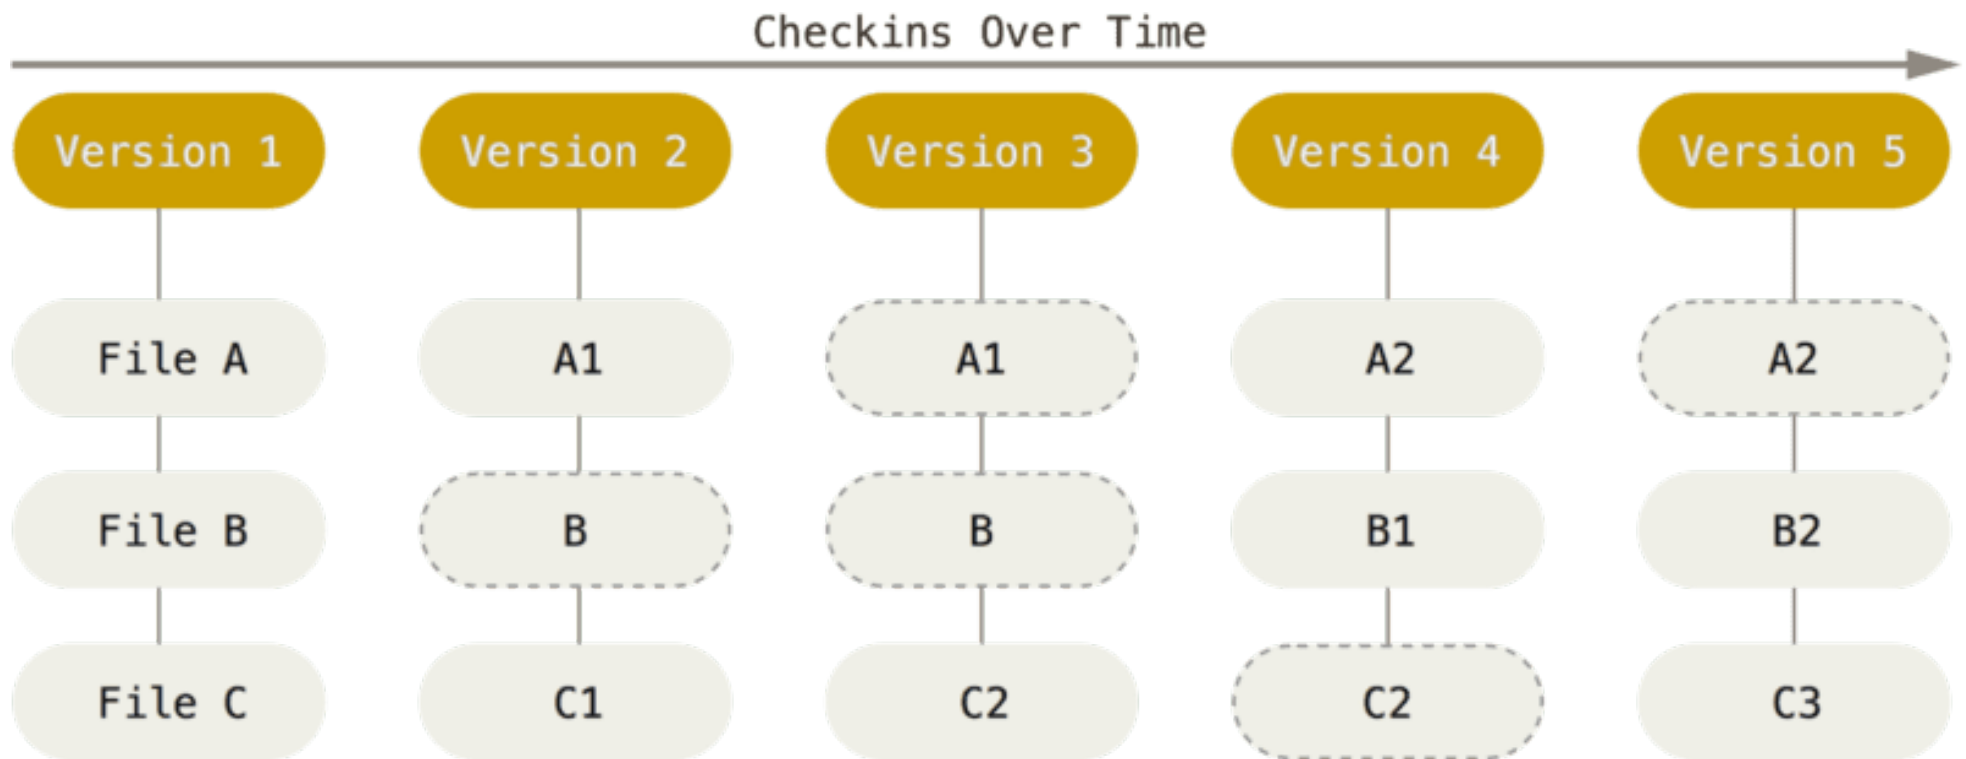 Checkins Over Time
Version 1 Version 2 Version 3 Version 4 Version 5
File A A1 A1 A2 A2
File B B B B1 B2
File C C1 C2 C2 C3